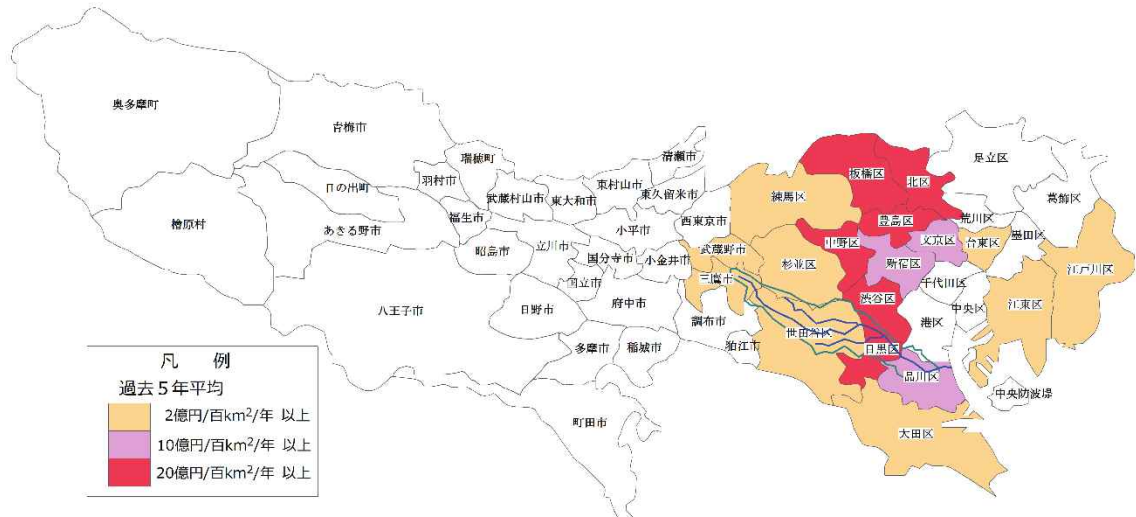 奥多摩町
青梅市
瑞穂町
清瀬市
足立区
羽村市
日の出町
武蔵村山市
東大和市
東村山市
東久留米市
板橋区
北区
葛飾区
檜原村
福生市
西東京市
練馬区
豊島区
荒川区
あきる野市
小平市
中野区
文京区
台東区
墨田区
昭島市
立川市
国分寺市
小金井市
武蔵野市
杉並区
新宿区
江戸川区
三鷹市
千代田区
国立市
渋谷区
江東区
八王子市
日野市
府中市
調布市
世田谷区
港区
中央区
多摩市
稲城市
狛江市
目黒区
品川区
中央防波堤
町田市
大田区
凡 例
過去5年平均
2億円/百km²/年 以上
10億円/百km²/年 以上
20億円/百km²/年 以上